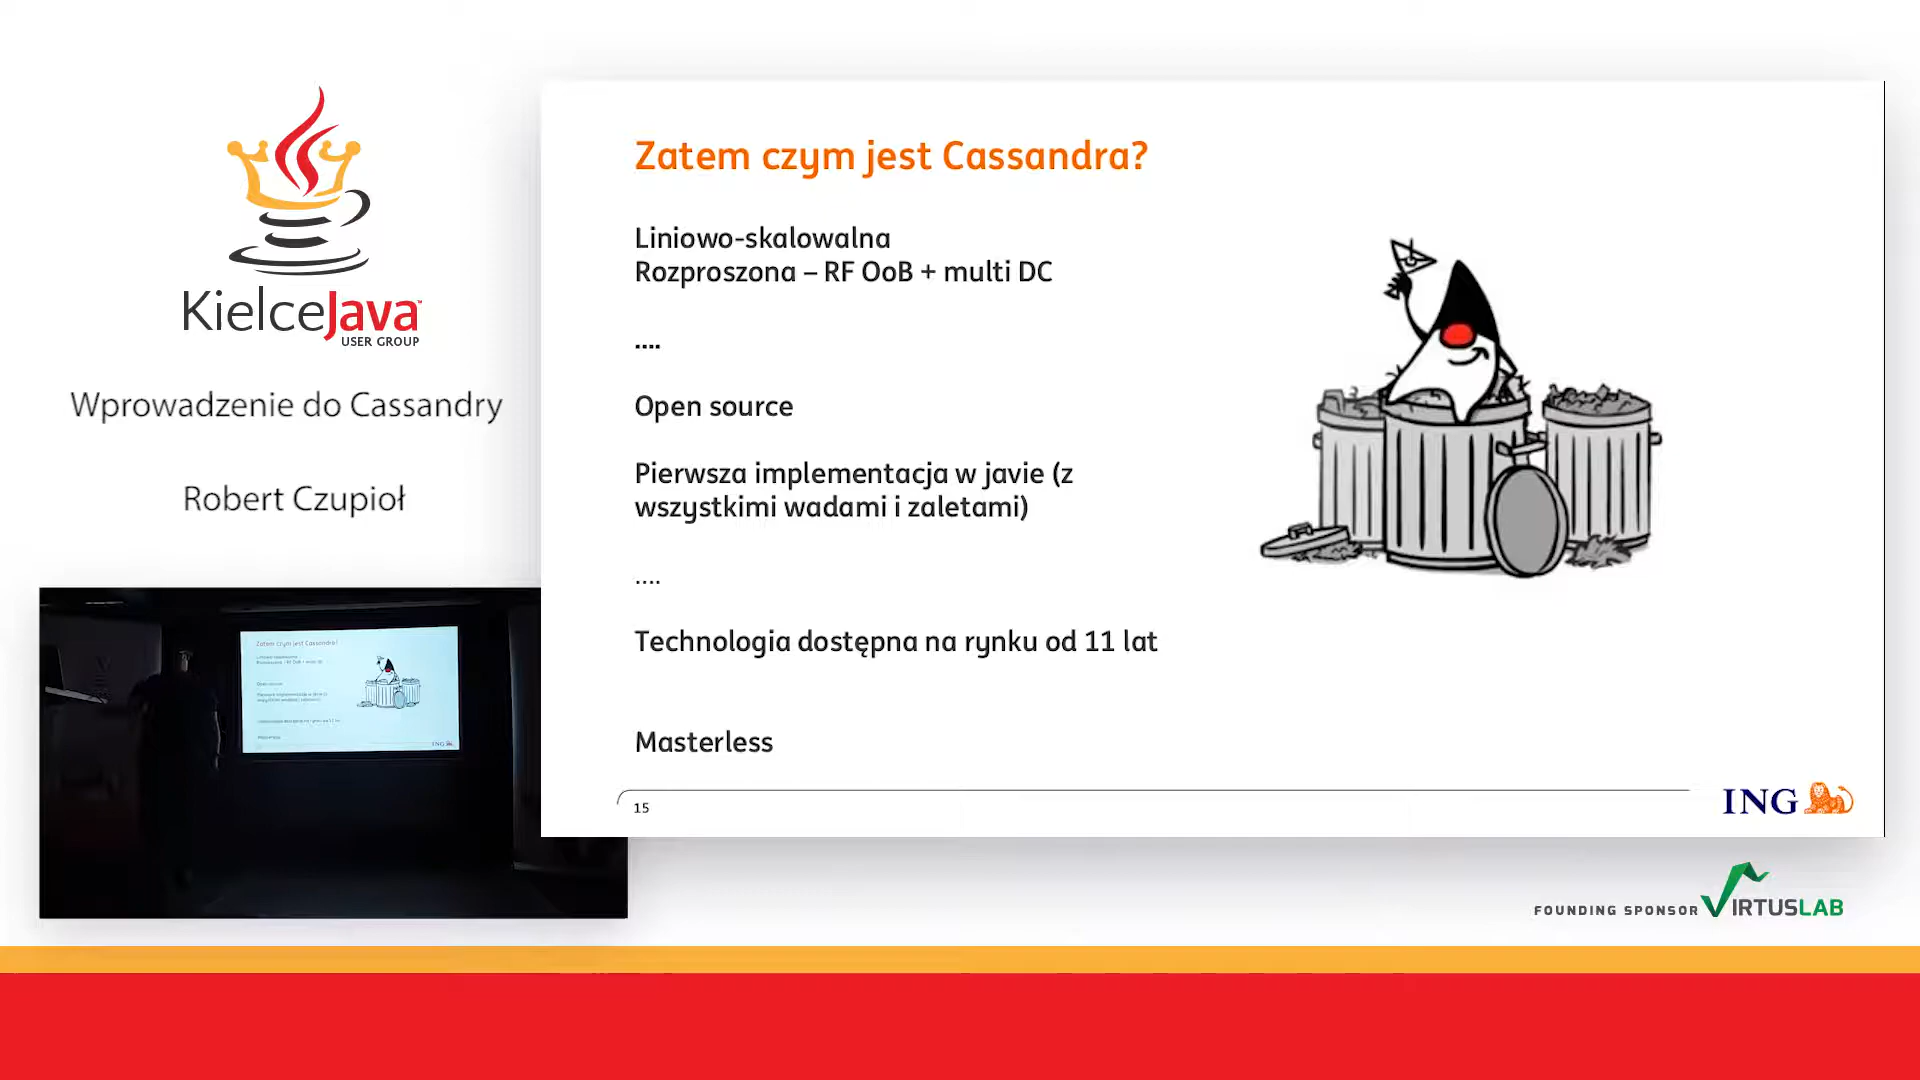 KielceJava™
USER GROUP
Wprowadzenie do Cassandry
Robert Czupioł
Zatem czym jest Cassandra?
Liniowo-skalowalna
Rozproszona – RF OoB + multi DC
....
Open source
Pierwsza implementacja w javie (z
wszystkimi wadami i zaletami)
....
Technologia dostępna na rynku od 11 lat
Masterless
15
ING
FOUNDING SPONSOR VIRTUSLAB